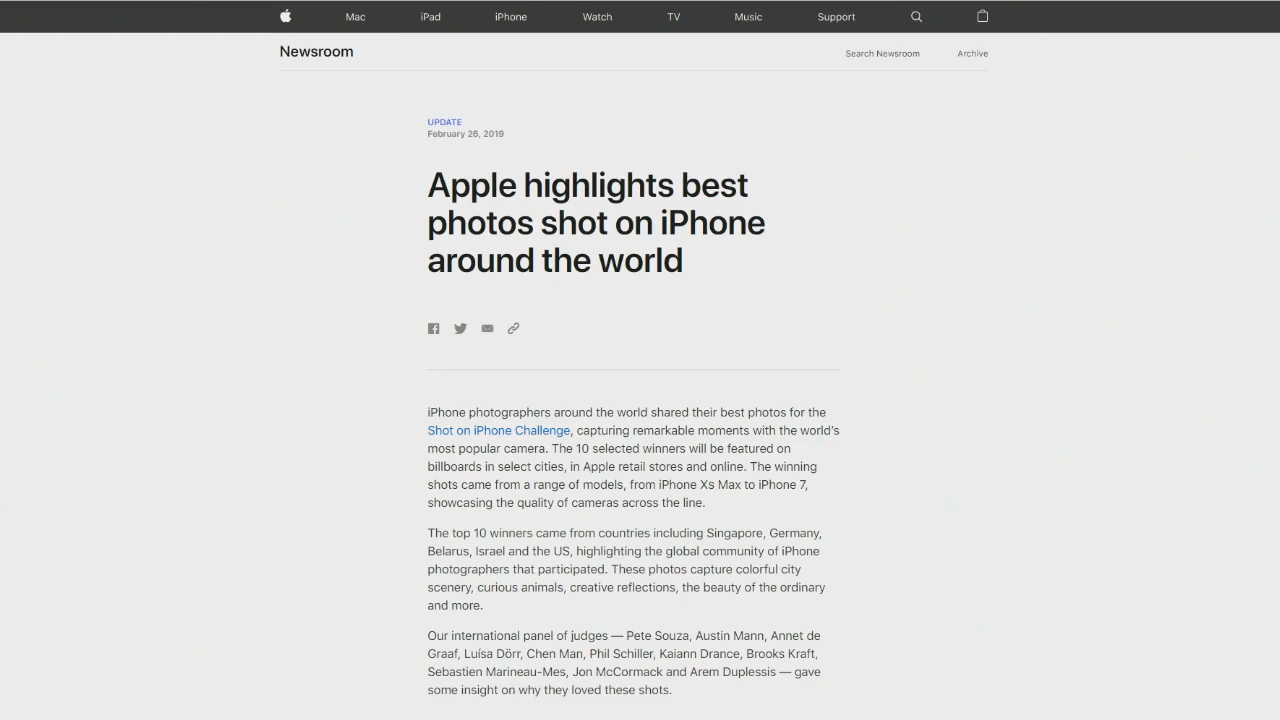 Mac iPad iPhone Watch TV Music Support
Newsroom Search Newsroom Archive
UPDATE
February 26, 2019
Apple highlights best
photos shot on iPhone
around the world
iPhone photographers around the world shared their best photos for the
Shot on iPhone Challenge, capturing remarkable moments with the world's
most popular camera. The 10 selected winners will be featured on
billboards in select cities, in Apple retail stores and online. The winning
shots came from a range of models, from iPhone Xs Max to iPhone 7,
showcasing the quality of cameras across the line.
The top 10 winners came from countries including Singapore, Germany,
Belarus, Israel and the US, highlighting the global community of iPhone
photographers that participated. These photos capture colorful city
scenery, curious animals, creative reflections, the beauty of the ordinary
and more.
Our international panel of judges — Pete Souza, Austin Mann, Annet de
Graaf, Luísa Dörr, Chen Man, Phil Schiller, Kaiann Drance, Brooks Kraft,
Sebastien Marineau-Mes, Jon McCormack and Arem Duplessis — gave
some insight on why they loved these shots.